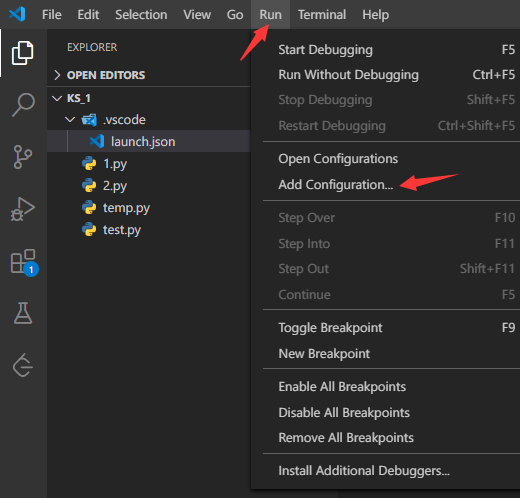 File Edit Selection View Go Run Terminal Help
EXPLORER
OPEN EDITORS
KS_1
.vscode
launch.json
1.py
2.py
temp.py
test.py
1
Start Debugging F5
Run Without Debugging Ctrl+F5
Stop Debugging Shift+F5
Restart Debugging Ctrl+Shift+F5
Open Configurations
Add Configuration...
Step Over F10
Step Into F11
Step Out Shift+F11
Continue F5
Toggle Breakpoint F9
New Breakpoint
Enable All Breakpoints
Disable All Breakpoints
Remove All Breakpoints
Install Additional Debuggers...